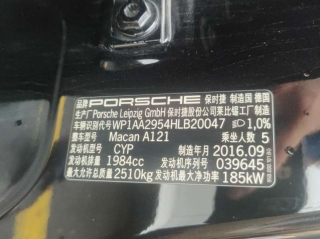 品牌 PORSCHE 保时捷 制造国 德国
生产厂 Porsche Leipzig GmbH 保时捷股份公司莱比锡工厂制造
车辆识别代号 WP1AA2954HLB20047 1,0%
整车型号 Macan A121 乘坐人数 5
发动机型号 CYP 制造年月 2016.09
发动机排量 1984cc 发动机序号 039645
最大允许总质量 2510kg 发动机最大净功率 185kW